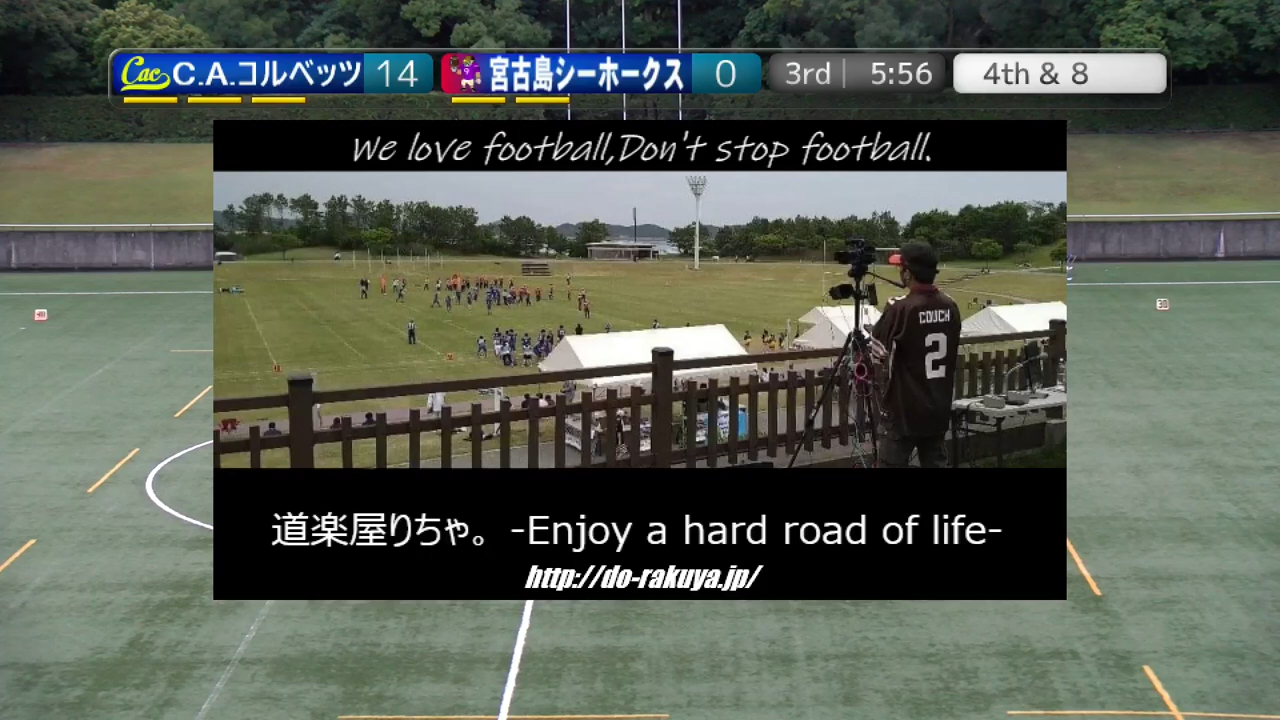 Cac C.A.コルベッツ 14 宮古島シーホークス 0 3rd 5:56 4th & 8
We love football,Don't stop football.
COUCH
2
30
道楽屋りちゃ。 -Enjoy a hard road of life-
http://do-rakuya.jp/